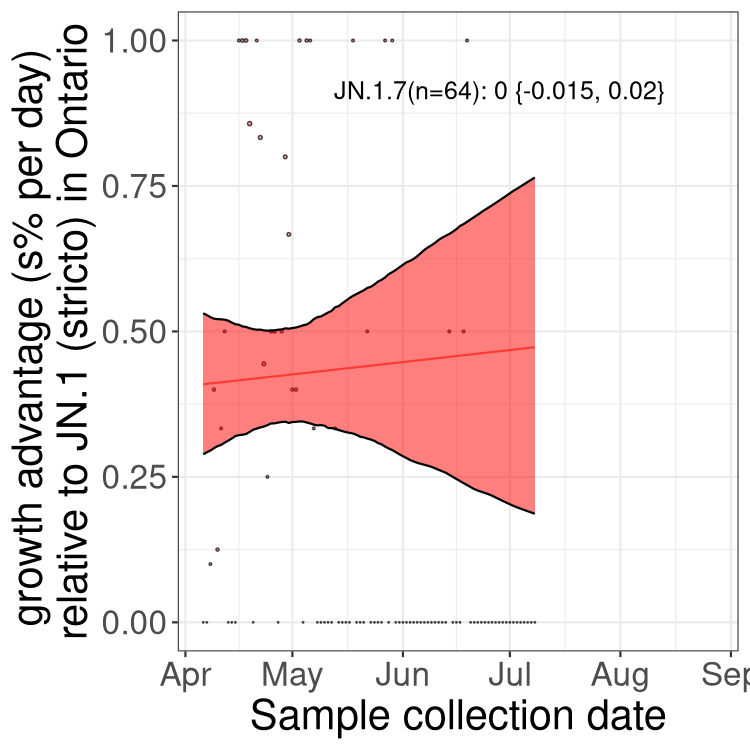 growth advantage (s% per day)
relative to JN.1 (stricto) in Ontario
1.00
0.75
0.50
0.25
0.00
JN.1.7(n=64): 0 {-0.015, 0.02}
Apr May Jun Jul Aug Sep
Sample collection date